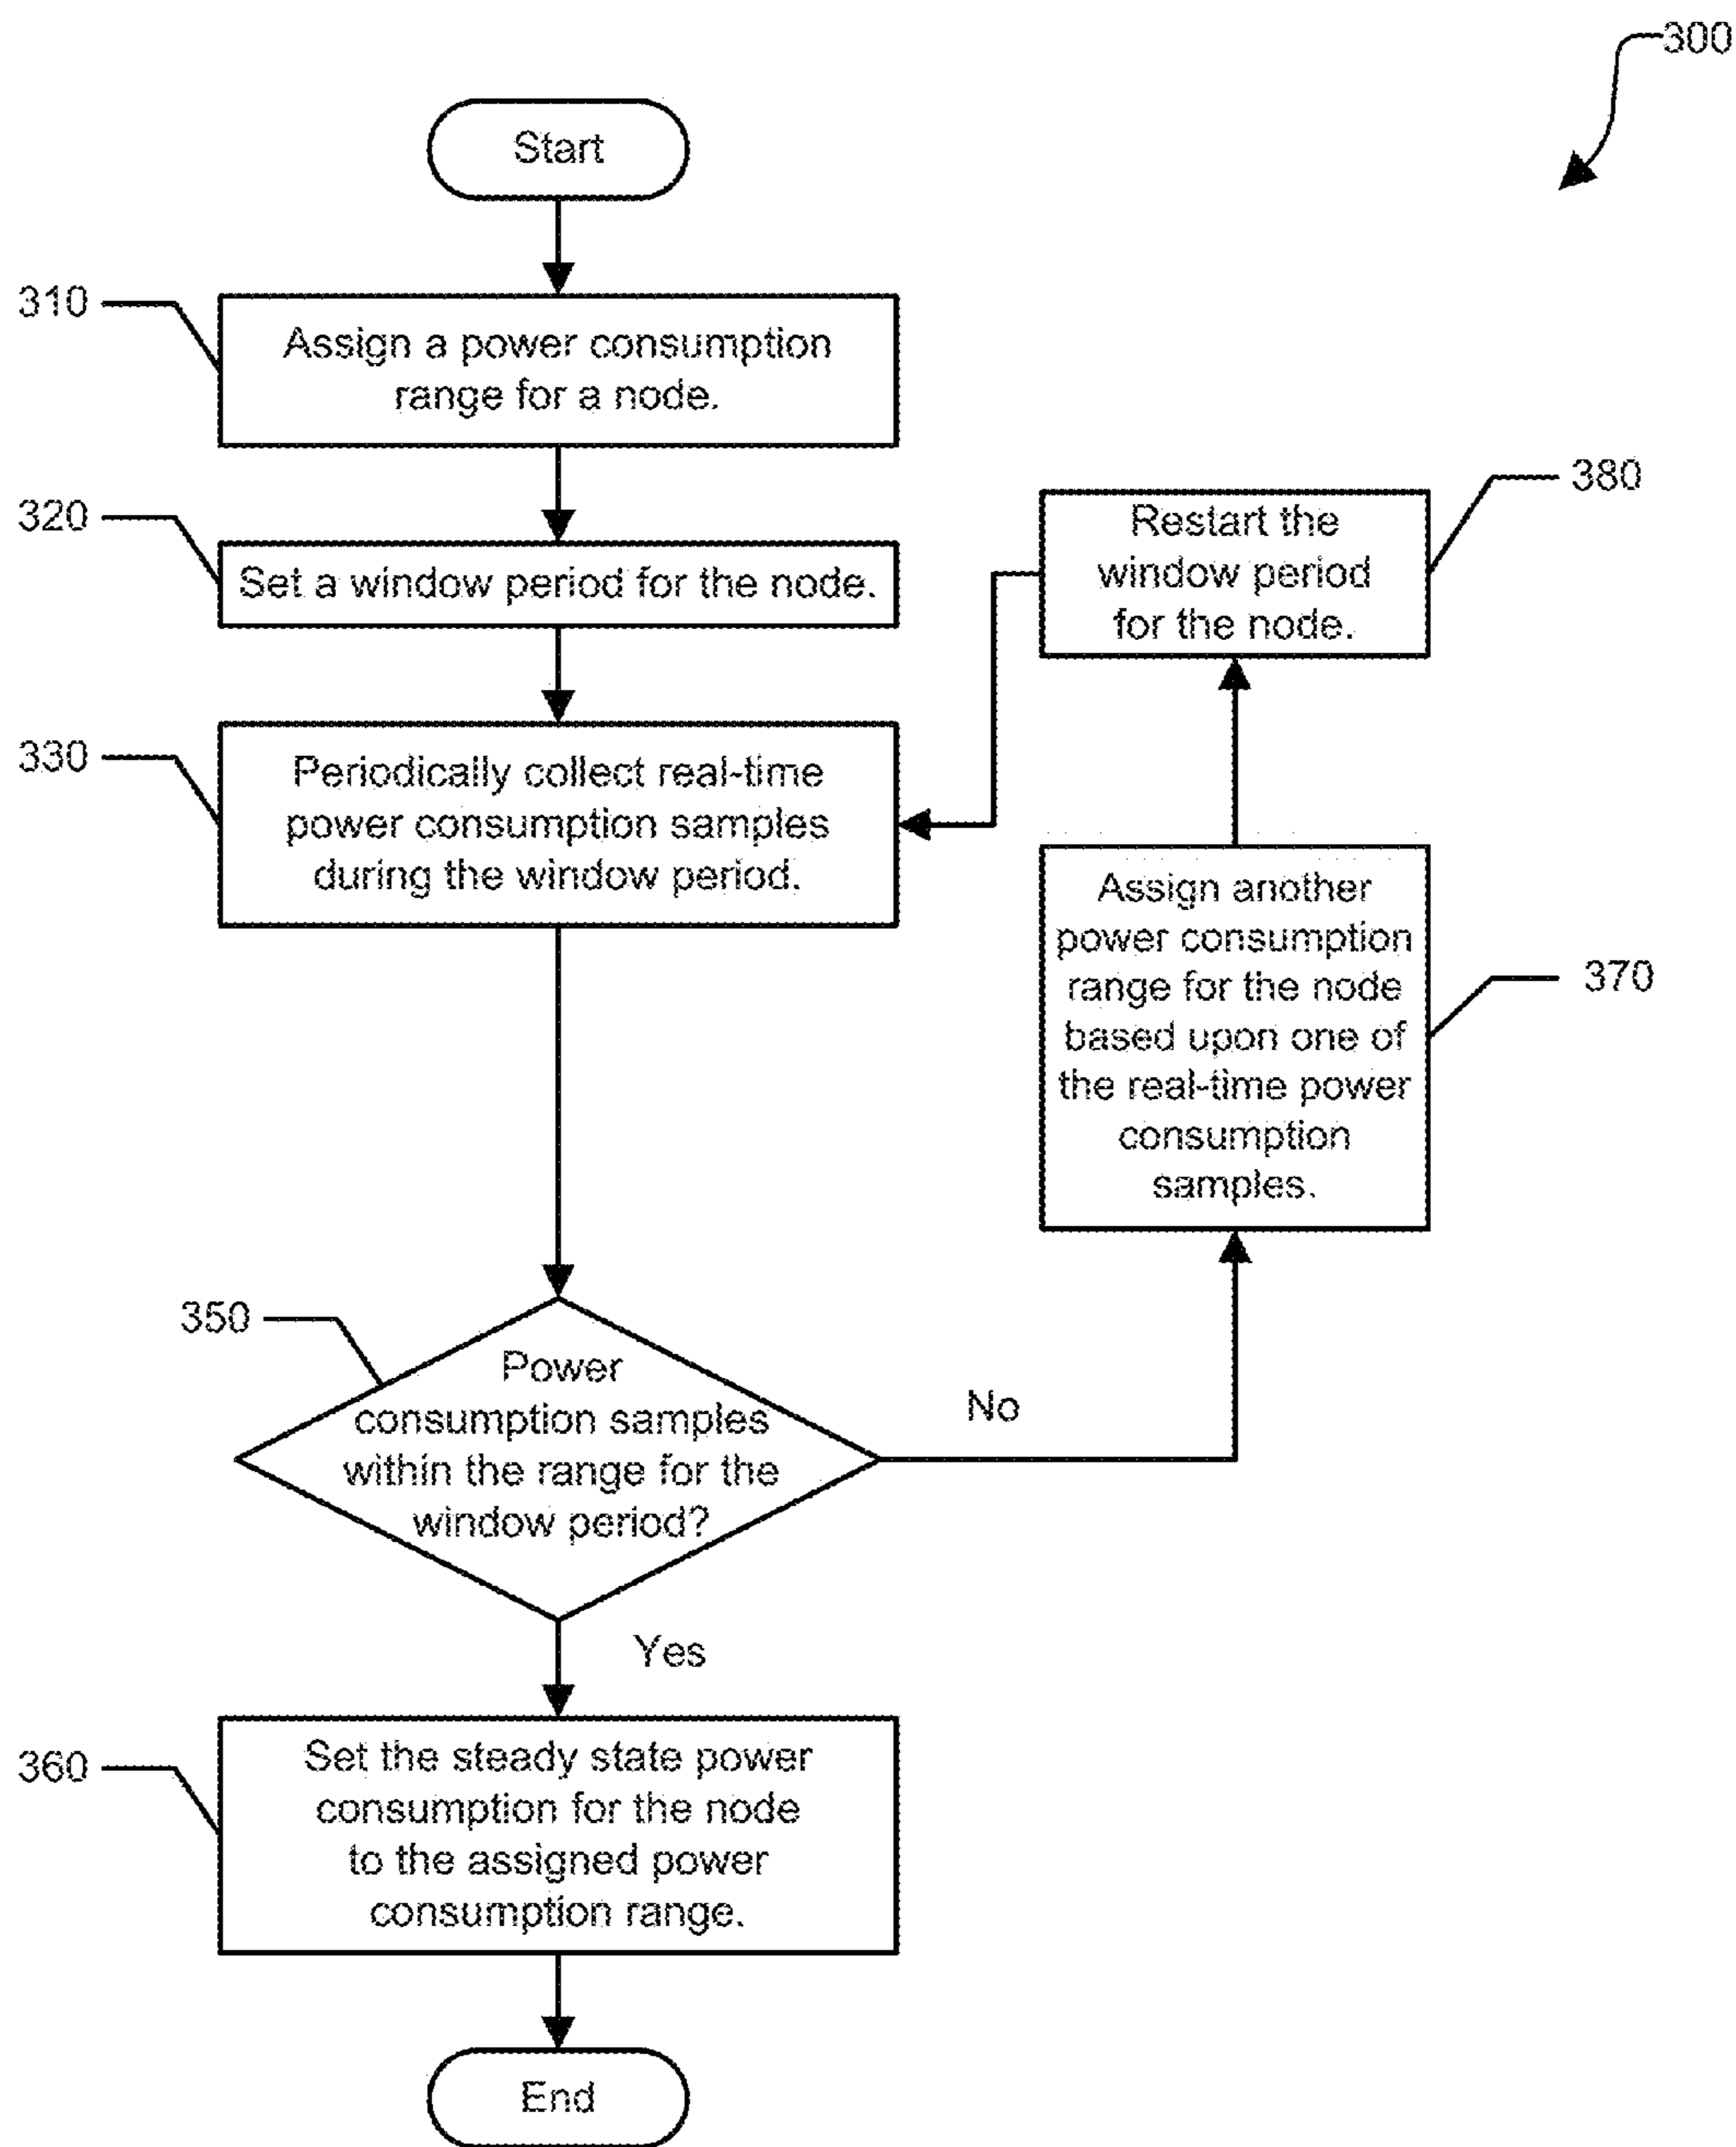 300
Start
310
Assign a power consumption
range for a node.
320
Set a window period for the node.
380
Restart the
window period
for the node.
330
Periodically collect real-time
power consumption samples
during the window period.
370
Assign another
power consumption
range for the node
based upon one of
the real-time power
consumption
samples.
350
Power
consumption samples
within the range for the
window period?
No
Yes
360
Set the steady state power
consumption for the node
to the assigned power
consumption range.
End